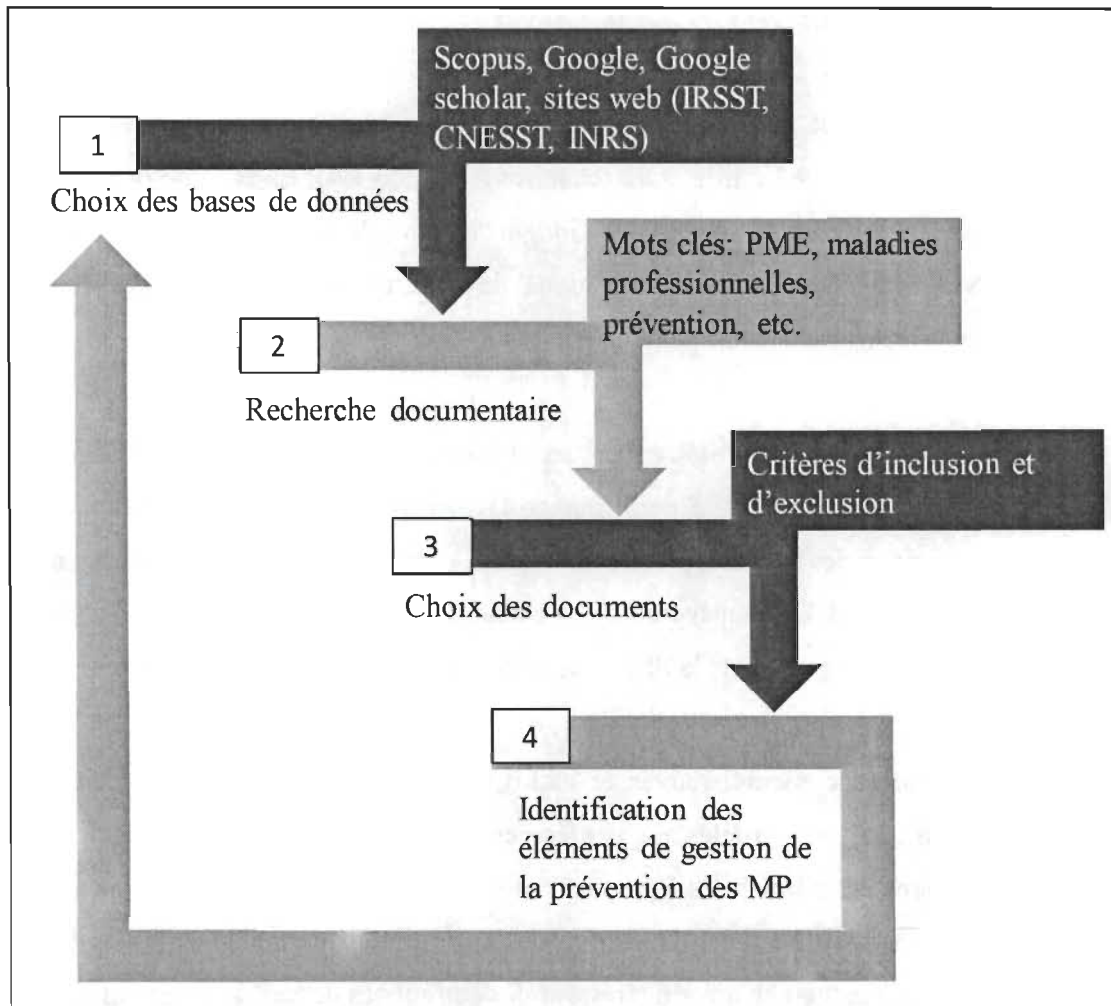 Scopus, Google, Google
scholar, sites web (IRSST,
CNESST, INRS)
1
Choix des bases de données
Mots clés: PME, maladies
professionnelles,
prévention, etc.
2
Recherche documentaire
Critères d'inclusion et
d'exclusion
3
Choix des documents
4
Identification des
éléments de gestion de
la prévention des MP